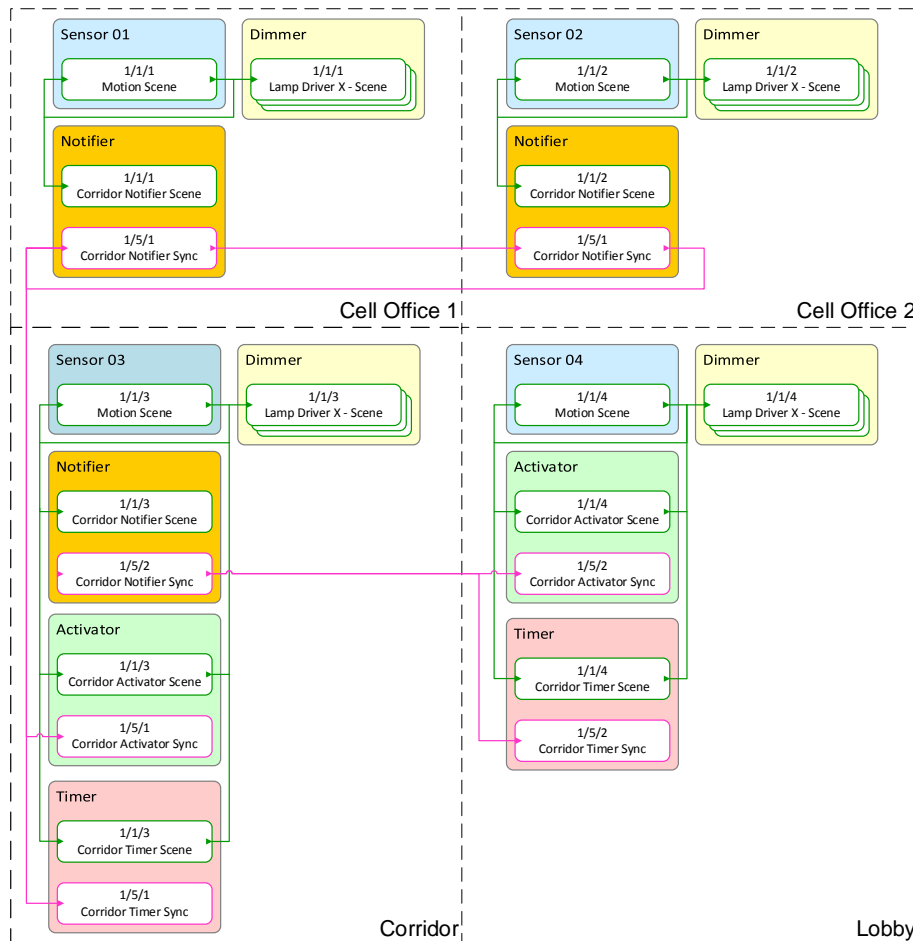 Sensor 01
1/1/1
Motion Scene
Dimmer
1/1/1
Lamp Driver X - Scene
Notifier
1/1/1
Corridor Notifier Scene
1/5/1
Corridor Notifier Sync
Cell Office 1
Sensor 02
1/1/2
Motion Scene
Dimmer
1/1/2
Lamp Driver X - Scene
Notifier
1/1/2
Corridor Notifier Scene
1/5/1
Corridor Notifier Sync
Cell Office 2
Sensor 03
1/1/3
Motion Scene
Dimmer
1/1/3
Lamp Driver X - Scene
Notifier
1/1/3
Corridor Notifier Scene
1/5/2
Corridor Notifier Sync
Activator
1/1/3
Corridor Activator Scene
1/5/1
Corridor Activator Sync
Timer
1/1/3
Corridor Timer Scene
1/5/1
Corridor Timer Sync
Corridor
Sensor 04
1/1/4
Motion Scene
Dimmer
1/1/4
Lamp Driver X - Scene
Activator
1/1/4
Corridor Activator Scene
1/5/2
Corridor Activator Sync
Timer
1/1/4
Corridor Timer Scene
1/5/2
Corridor Timer Sync
Lobby